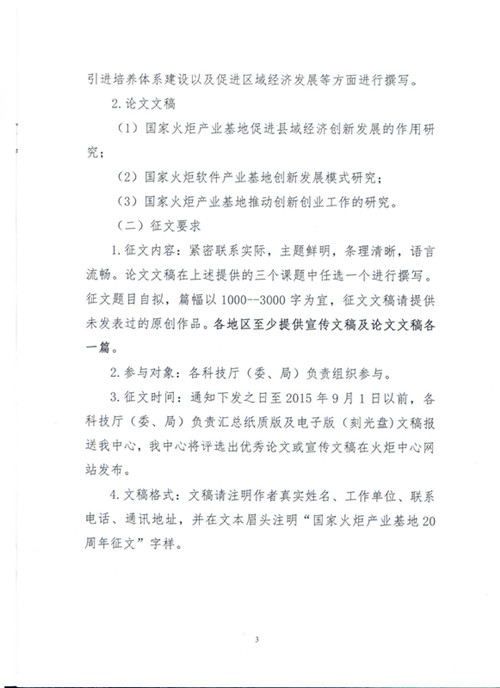 引进培养体系建设以及促进区域经济发展等方面进行撰写。
2.论文文稿
（1）国家火炬产业基地促进县域经济创新发展的作用研
究；
（2）国家火炬软件产业基地创新发展模式研究；
（3）国家火炬产业基地推动创新创业工作的研究。
（二）征文要求
1.征文内容：紧密联系实际，主题鲜明，条理清晰，语言
流畅。论文文稿在上述提供的三个课题中任选一个进行撰写。
征文题目自拟，篇幅以1000--3000字为宜，征文文稿请提供
未发表过的原创作品。各地区至少提供宣传文稿及论文文稿各
一篇。
2.参与对象：各科技厅（委、局）负责组织参与。
3.征文时间：通知下发之日至2015年9月1日以前，各
科技厅（委、局）负责汇总纸质版及电子版（刻光盘)文稿报
送我中心，我中心将评选出优秀论文或宣传文稿在火炬中心网
站发布。
4.文稿格式：文稿请注明作者真实姓名、工作单位、联系
电话、通讯地址，并在文本眉头注明“国家火炬产业基地20
周年征文”字样。
3